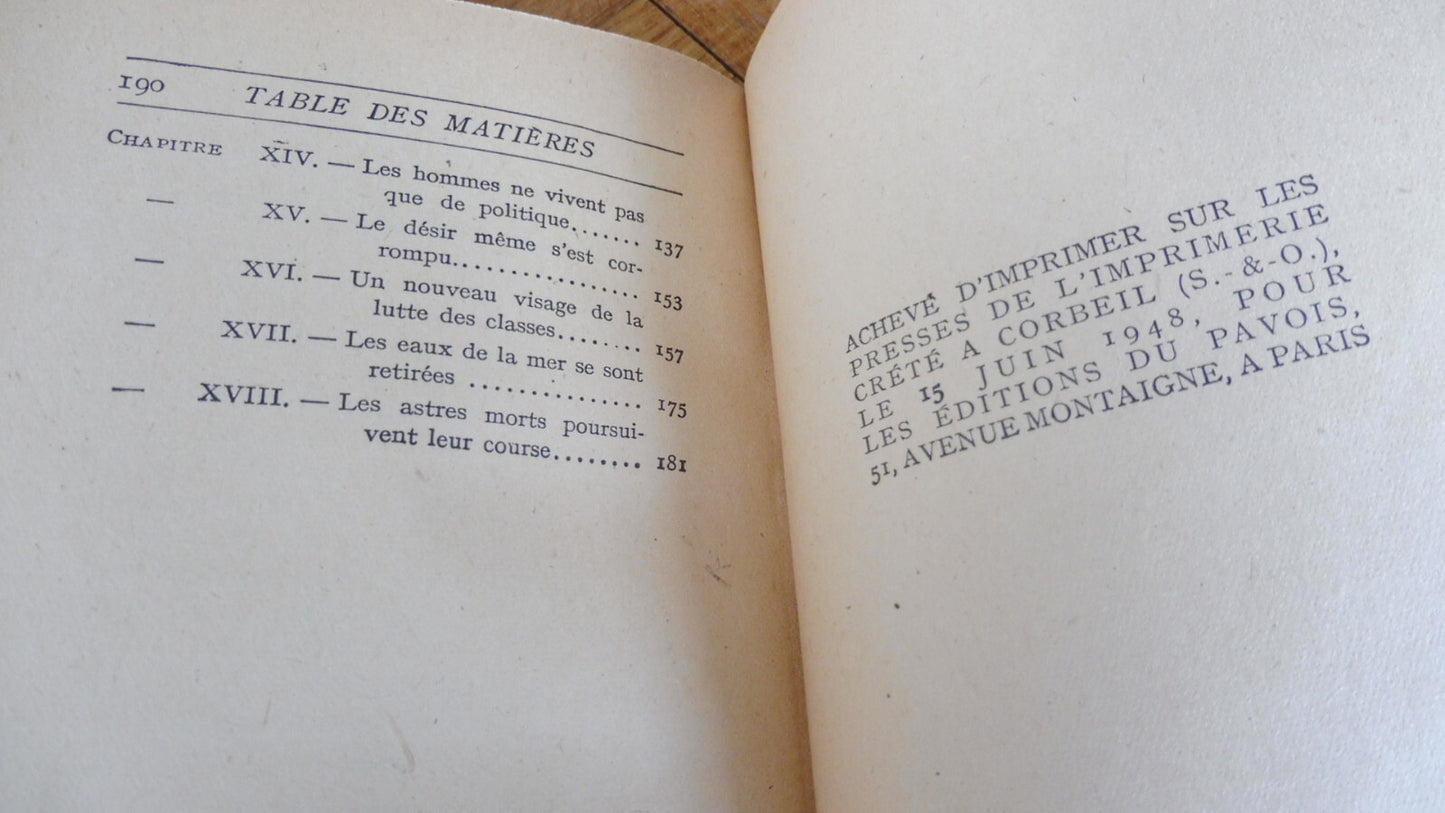 190 TABLE DES MATIÈRES
CHAPITRE XIV. — Les hommes ne vivent pas
que de politique....... 137
— XV. — Le désir même s'est cor-
rompu................ 153
— XVI. — Un nouveau visage de la
lutte des classes........ 157
— XVII. — Les eaux de la mer se sont
retirées ............... 175
— XVIII. — Les astres morts poursui-
vent leur course........ 181
ACHEVÉ D'IMPRIMER SUR LES
PRESSES DE L'IMPRIMERIE
CRÉTÉ A CORBEIL (S.-&-O.),
LE 15 JUIN 1948, POUR
LES ÉDITIONS DU PAVOIS,
51, AVENUE MONTAIGNE, A PARIS